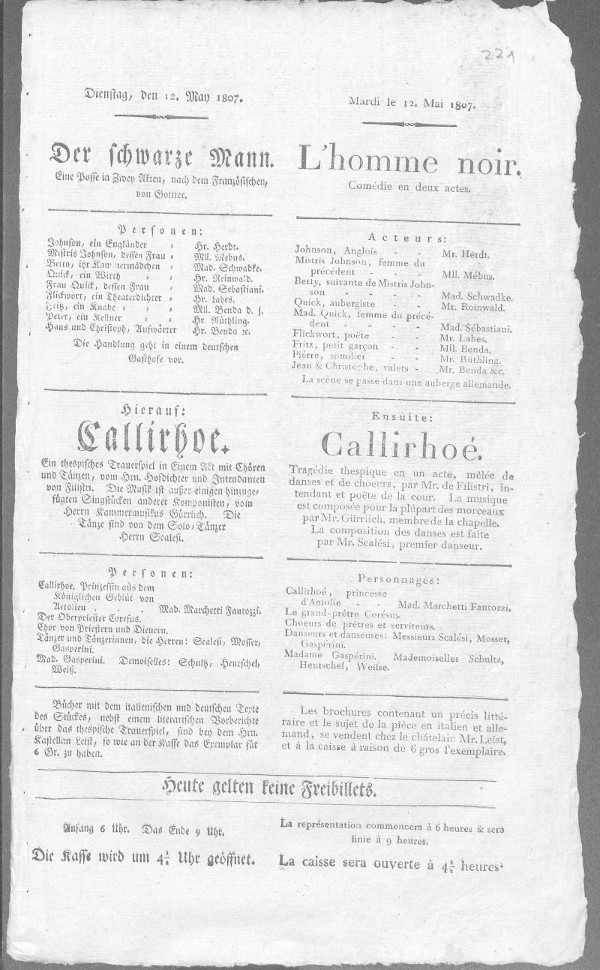 221
Dienstag, den 12. May 1807.
Der schwarze Mann.
Eine Posse in Zwey Akten, nach dem Französischen,
von Gotter.
Personen:
Johnson, ein Engländer - Hr. Herdt.
Mistris Johnson, dessen Frau - Mll. Mebus.
Betty, ihr Kammermädchen - Mad. Schwadke.
Quick, ein Wirth - Hr. Reinwald.
Frau Quick, dessen Frau - Mad. Sebastiani.
Flickwort, ein Theaterdichter - Hr. Labes.
Fritz, ein Knabe - Mll. Benda d. j.
Peter, ein Kellner - Hr. Rüthling.
Hans und Christoph, Aufwärter Hr. Benda ec.
Die Handlung geht in einem deutschen
Gasthofe vor.
Hierauf:
Callirhoe.
Ein thespisches Trauerspiel in Einem Akt mit Chören
und Tänzen, vom Hrn. Hofdichter und Intendanten
von Filistri. Die Musik ist außer einigen hinzuge-
fügten Singstücken anderer Komponisten, vom
Herrn Kammermusikus Gürrlich. Die
Tänze sind von dem Solo-Tänzer
Herrn Scalesi.
Personen:
Callirhoe, Prinzessin aus dem
Königlichen Geblüt von
Aetolien . . . Mad. Marchetti Fantozzi.
Der Oberpriester Coresus.
Chor von Priestern und Dienern.
Tänzer und Tänzerinnen, die Herren: Scalesi, Mosser,
Gasperini.
Mad. Gasperini. Demoiselles: Schultz, Hentschel,
Weiß.
Bücher mit dem italienischen und deutschen Texte
des Stückes, nebst einem literarischen Vorberichte
über das thespische Trauerspiel, sind bey dem Hrn.
Kastellan Leist, so wie an der Kasse das Exemplar für
6 Gr. zu haben.
Mardi le 12. Mai 1807.
L'homme noir.
Comédie en deux actes.
Acteurs:
Johnson, Anglois - - Mr. Herdt.
Mistris Johnson, femme du
précédent - - - Mll. Mébus.
Betty, suivante de Mistris John-
son - - - - Mad. Schwadke.
Quick, aubergiste - - Mr. Reinwald.
Mad. Quick, femme du précé-
dent - - - - Mad. Sébastiani.
Flickwort, poëte - - Mr. Labes.
Fritz, petit garçon - - Mll. Benda.
Piérre, somilier - - Mr. Rüthling.
Jean & Christophe, valets - Mr. Benda &c.
La scène se passe dans une auberge allemande.
Ensuite:
Callirhoé.
Tragédie thespique en un acte, mêlée de
danses et de choeurs, par Mr. de Filistri, in-
tendant et poëte de la cour. La musique
est composée pour la plûpart des morceaux
par Mr. Gürrlich, membre de la chapelle.
La composition des danses est faite
par Mr. Scalési, premier danseur.
Personnages:
Callirhoé, princesse
d'Aetolie - - Mad. Marchetti Fantozzi.
Le grand-prêtre Corésus.
Choeurs de prêtres et serviteurs.
Danseurs et danseuses: Messieurs Scalési, Mosser,
Gaspérini.
Madame Gaspérini. Mademoiselles Schultz,
Hentschel, Weisse.
Les brochures contenant un précis litté-
raire et le sujet de la piéce en italien et alle-
mand, se vendent chez le châtelain Mr. Leist,
et à la caisse à raison de 6 gros l'exemplaire.
Heute gelten keine Freibillets.
Anfang 6 Uhr. Das Ende 9 Uhr.
Die Kasse wird um 4½ Uhr geöffnet.
La représentation commencera à 6 heures & sera
finie à 9 heures.
La caisse sera ouverte à 4½ heures.